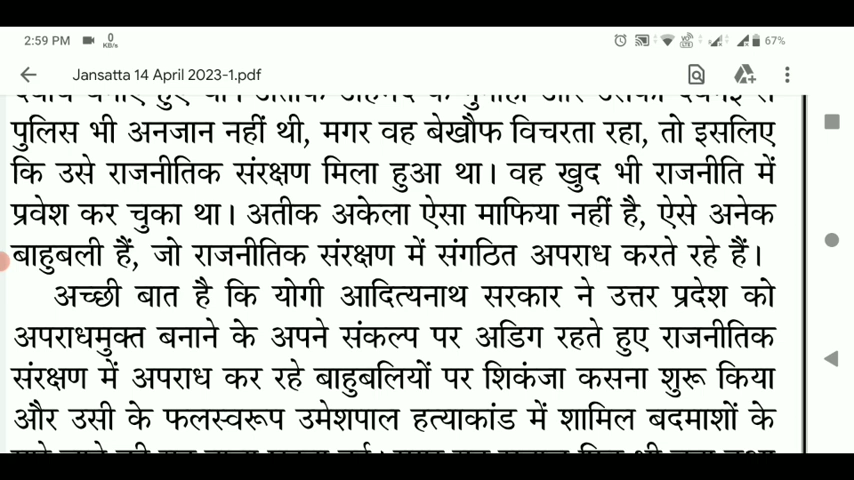 2:59 PM 0 KB/s 67%
Jansatta 14 April 2023-1.pdf
पुलिस भी अनजान नहीं थी, मगर वह बेखौफ विचरता रहा, तो इसलिए
कि उसे राजनीतिक संरक्षण मिला हुआ था। वह खुद भी राजनीति में
प्रवेश कर चुका था। अतीक अकेला ऐसा माफिया नहीं है, ऐसे अनेक
बाहुबली हैं, जो राजनीतिक संरक्षण में संगठित अपराध करते रहे हैं।
अच्छी बात है कि योगी आदित्यनाथ सरकार ने उत्तर प्रदेश को
अपराधमुक्त बनाने के अपने संकल्प पर अडिग रहते हुए राजनीतिक
संरक्षण में अपराध कर रहे बाहुबलियों पर शिकंजा कसना शुरू किया
और उसी के फलस्वरूप उमेशपाल हत्याकांड में शामिल बदमाशों के